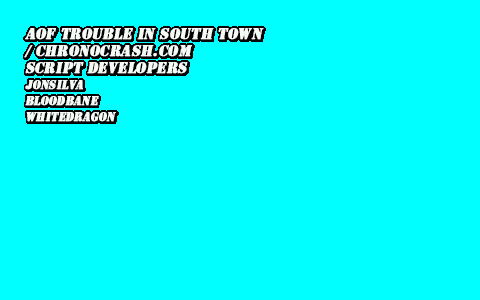 AOF TROUBLE IN SOUTH TOWN
/ CHRONOCRASH.COM
SCRIPT DEVELOPERS
JONSILVA
BLOODBANE
WHITEDRAGON